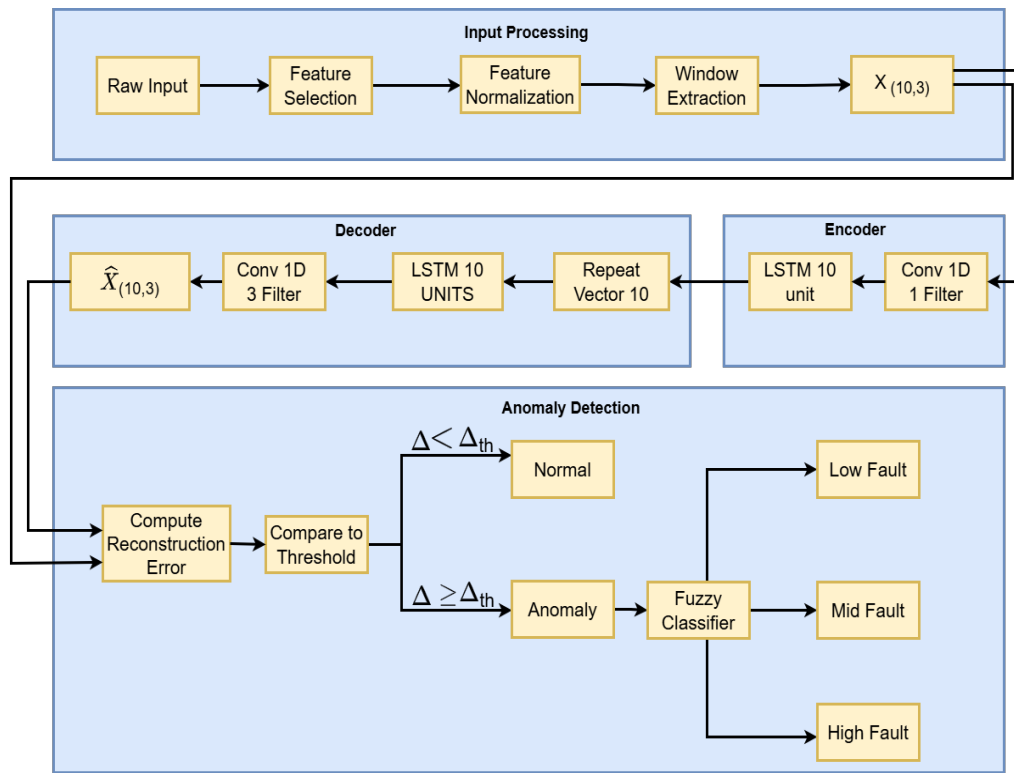 Input Processing
Raw Input
Feature
Selection
Feature
Normalization
Window
Extraction
X (10,3)
Decoder
X̂(10,3)
Conv 1D
3 Filter
LSTM 10
UNITS
Repeat
Vector 10
Encoder
LSTM 10
unit
Conv 1D
1 Filter
Anomaly Detection
Compute
Reconstruction
Error
Compare to
Threshold
Δ< Δth
Normal
Δ ≥Δth
Anomaly
Fuzzy
Classifier
Low Fault
Mid Fault
High Fault